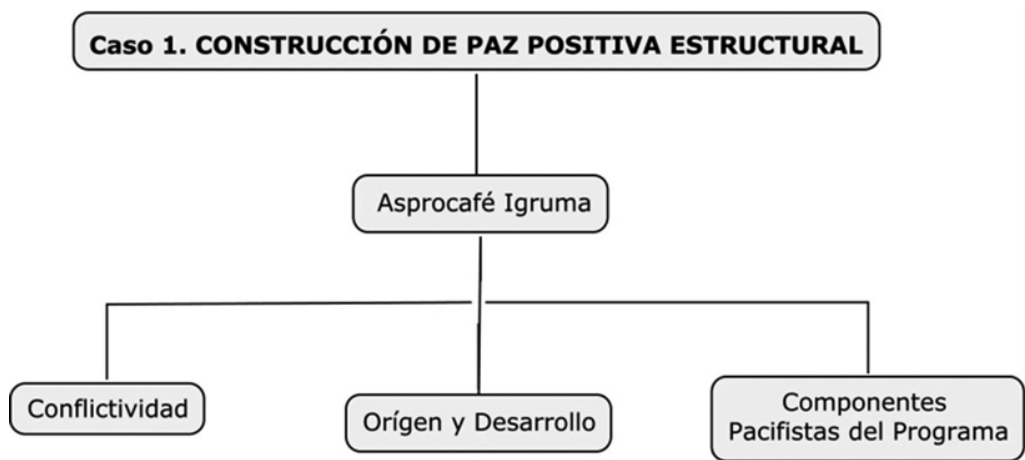 Caso 1. CONSTRUCCIÓN DE PAZ POSITIVA ESTRUCTURAL
Asprocafé Igruma
Conflictividad
Orígen y Desarrollo
Componentes
Pacifistas del Programa